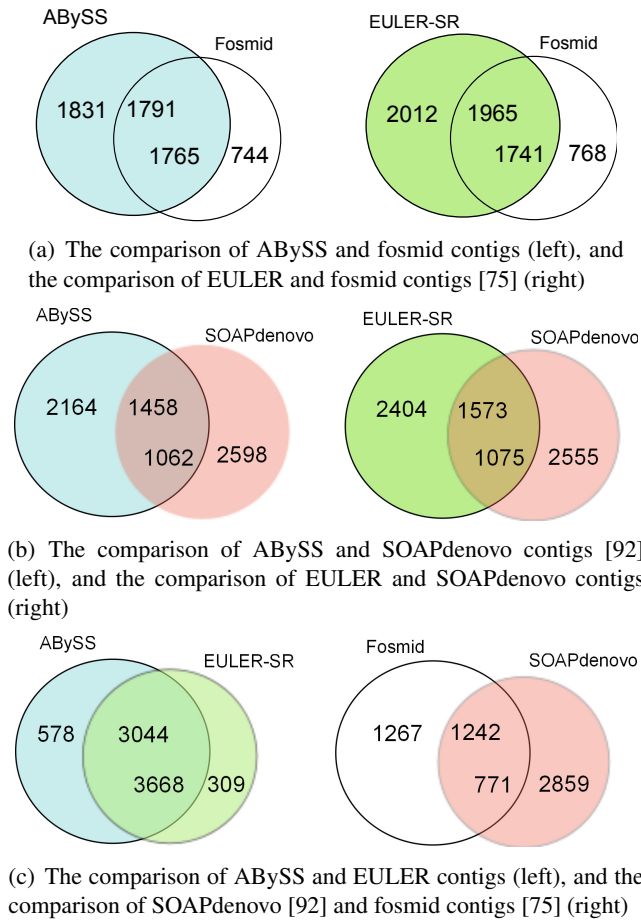 ABySS
Fosmid
1831
1791
1765
744
EULER-SR
Fosmid
2012
1965
1741
768
(a) The comparison of ABySS and fosmid contigs (left), and
the comparison of EULER and fosmid contigs [75] (right)
ABySS
SOAPdenovo
2164
1458
1062
2598
EULER-SR
SOAPdenovo
2404
1573
1075
2555
(b) The comparison of ABySS and SOAPdenovo contigs [92]
(left), and the comparison of EULER and SOAPdenovo contigs
(right)
ABySS
EULER-SR
578
3044
3668
309
Fosmid
SOAPdenovo
1267
1242
771
2859
(c) The comparison of ABySS and EULER contigs (left), and the
comparison of SOAPdenovo [92] and fosmid contigs [75] (right)